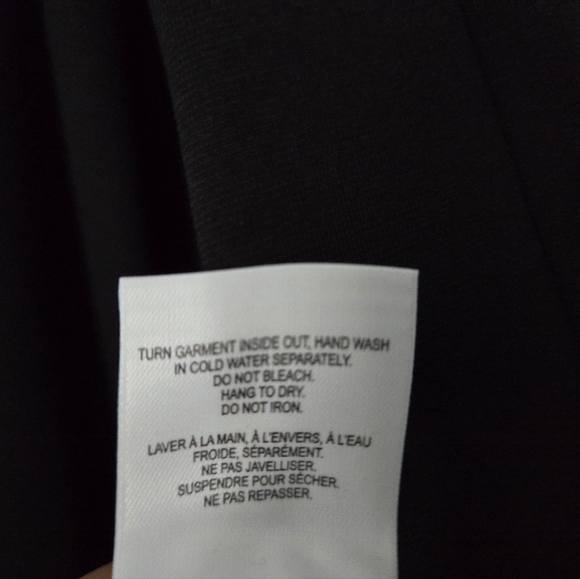 TURN GARMENT INSIDE OUT, HAND WASH
IN COLD WATER SEPARATELY.
DO NOT BLEACH.
HANG TO DRY.
DO NOT IRON.
LAVER À LA MAIN, À L'ENVERS, À L'EAU
FROIDE, SÉPARÉMENT.
NE PAS JAVELLISER.
SUSPENDRE POUR SÉCHER.
NE PAS REPASSER.